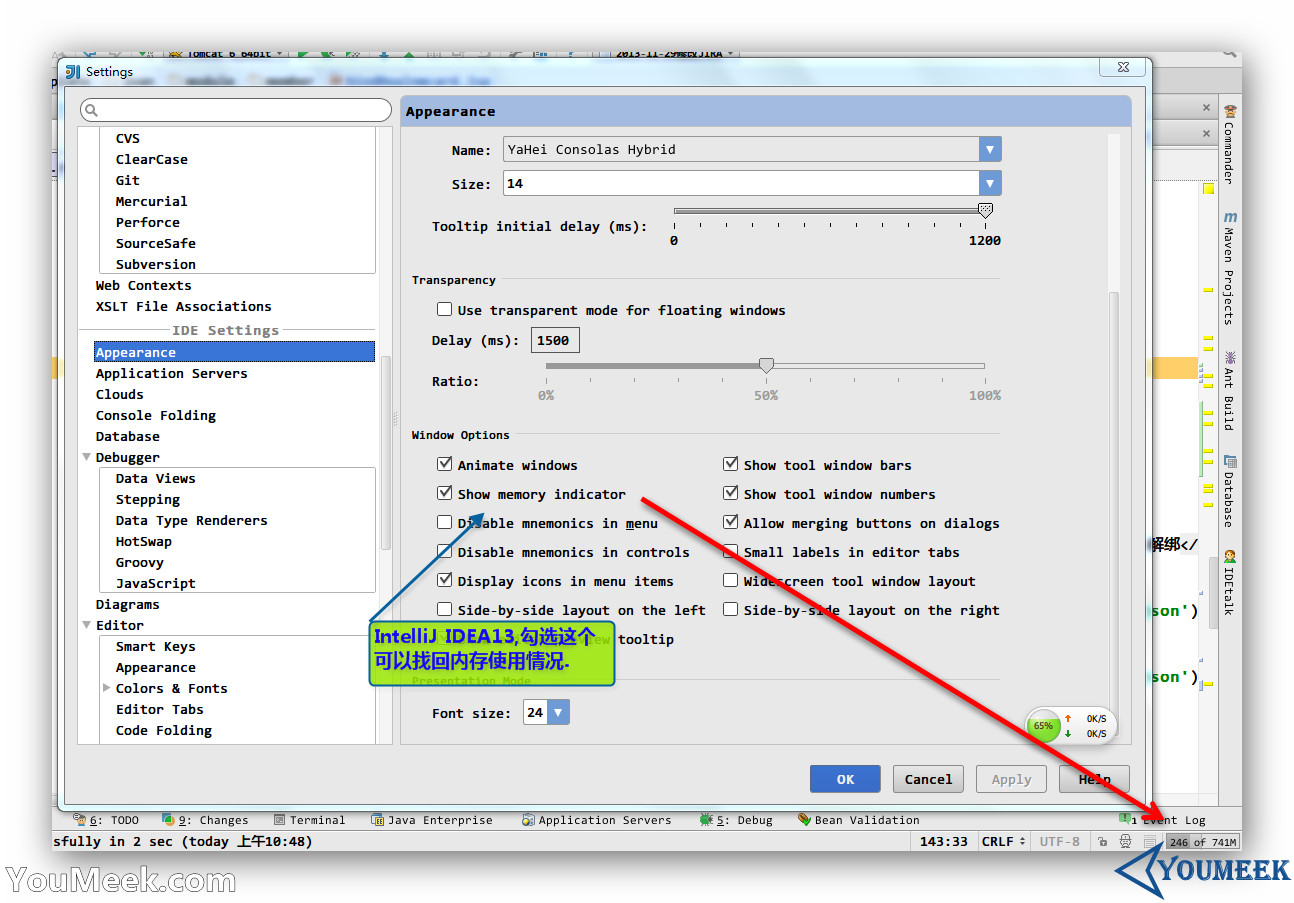 Tomcat 6 64bit
Settings
CVS
ClearCase
Git
Mercurial
Perforce
SourceSafe
Subversion
Web Contexts
XSLT File Associations
IDE Settings
Appearance
Application Servers
Clouds
Console Folding
Database
Debugger
Data Views
Stepping
Data Type Renderers
HotSwap
Groovy
JavaScript
Diagrams
Editor
Smart Keys
Appearance
Colors & Fonts
Editor Tabs
Code Folding
Appearance
Name: YaHei Consolas Hybrid
Size: 14
Tooltip initial delay (ms):
0 1200
Transparency
Use transparent mode for floating windows
Delay (ms): 1500
Ratio:
0% 50% 100%
Window Options
Animate windows Show tool window bars
Show memory indicator Show tool window numbers
Disable mnemonics in menu Allow merging buttons on dialogs
Disable mnemonics in controls Small labels in editor tabs
Display icons in menu items Widescreen tool window layout
Side-by-side layout on the left Side-by-side layout on the right
tooltip
IntelliJ IDEA13,勾选这个
可以找回内存使用情况.
Presentation Mode
Font size: 24
65% 0K/S
0K/S
OK Cancel Apply Help
Commander
m Maven Projects
Ant Build
Database
IDEtalk
解绑</
son')
son')
6: TODO 9: Changes Terminal Java Enterprise Application Servers 5: Debug Bean Validation 1 Event Log
sfully in 2 sec (today 上午10:48) 143:33 CRLF UTF-8 246 of 741M
YouMeek.com
YOUMEEK